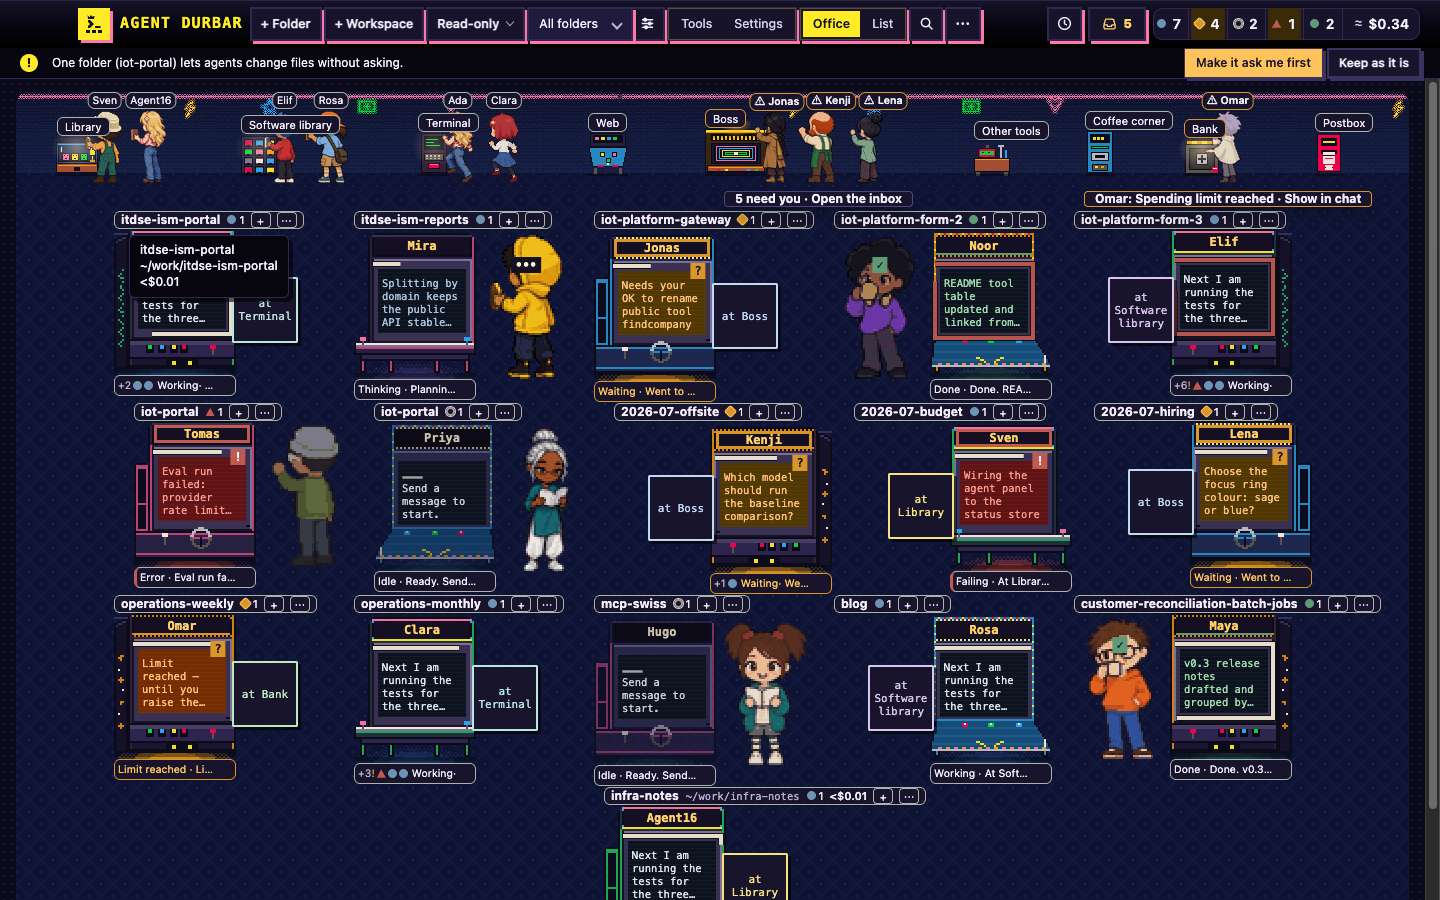 AGENT DURBAR
+ Folder
+ Workspace
Read-only
All folders
Tools
Settings
Office
List
5
7
4
2
1
2
≈ $0.34
! One folder (iot-portal) lets agents change files without asking.
Make it ask me first
Keep as it is
Sven
Agent16
Library
Elif
Rosa
Software library
Ada
Clara
Terminal
Web
Boss
Jonas
Kenji
Lena
Other tools
Coffee corner
Omar
Bank
Postbox
5 need you · Open the inbox
Omar: Spending limit reached · Show in chat
itdse-ism-portal 1 + ...
itdse-ism-reports 1 + ...
iot-platform-gateway 1 + ...
iot-platform-form-2 1 + ...
iot-platform-form-3 1 + ...
itdse-ism-portal
~/work/itdse-ism-portal
<$0.01
tests for
the three…
at
Terminal
+2 Working· ...
Mira
Splitting by
domain keeps
the public
API stable…
Thinking · Plannin...
Jonas
?
Needs your
OK to rename
public tool
findcompany
at Boss
Waiting · Went to ...
Noor
README tool
table
updated and
linked from…
Done · Done. REA...
Elif
Next I am
running the
tests for
the three…
at
Software
library
+6! Working·
iot-portal 1 + ...
iot-portal 1 + ...
2026-07-offsite 1 + ...
2026-07-budget 1 + ...
2026-07-hiring 1 + ...
Tomas
!
Eval run
failed:
provider
rate limit…
Error · Eval run fa...
Priya
Send a
message to
start.
Idle · Ready. Send...
Kenji
?
Which model
should run
the baseline
comparison?
at Boss
+1 Waiting· We...
Sven
!
Wiring the
agent panel
to the
status store
at
Library
Failing · At Librar...
Lena
?
Choose the
focus ring
colour: sage
or blue?
at Boss
Waiting · Went to ...
operations-weekly 1 + ...
operations-monthly 1 + ...
mcp-swiss 1 + ...
blog 1 + ...
customer-reconciliation-batch-jobs 1 + ...
Omar
?
Limit
reached —
until you
raise the…
at Bank
Limit reached · Li...
Clara
Next I am
running the
tests for
the three…
at
Terminal
+3! Working·
Hugo
Send a
message to
start.
Idle · Ready. Send...
Rosa
Next I am
running the
tests for
the three…
at
Software
library
Working · At Soft...
Maya
v0.3 release
notes
drafted and
grouped by…
Done · Done. v0.3...
infra-notes ~/work/infra-notes 1 <$0.01 + ...
Agent16
Next I am
running the
tests for
the three…
at
Library